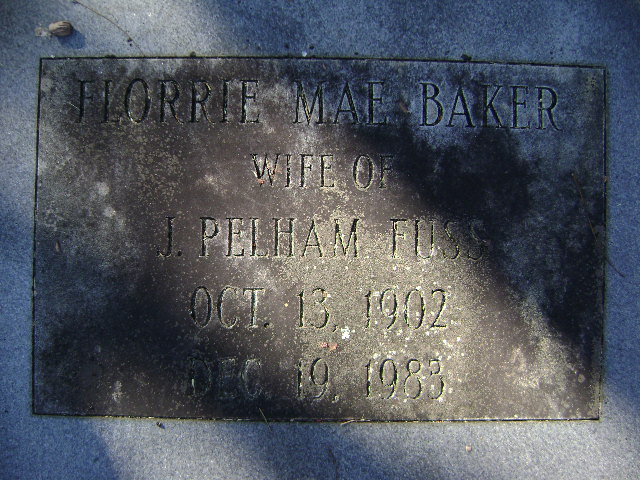 FLORRIE MAE BAKER
WIFE OF
J. PELHAM FUSS
OCT. 13, 1902
DEC. 19, 1983